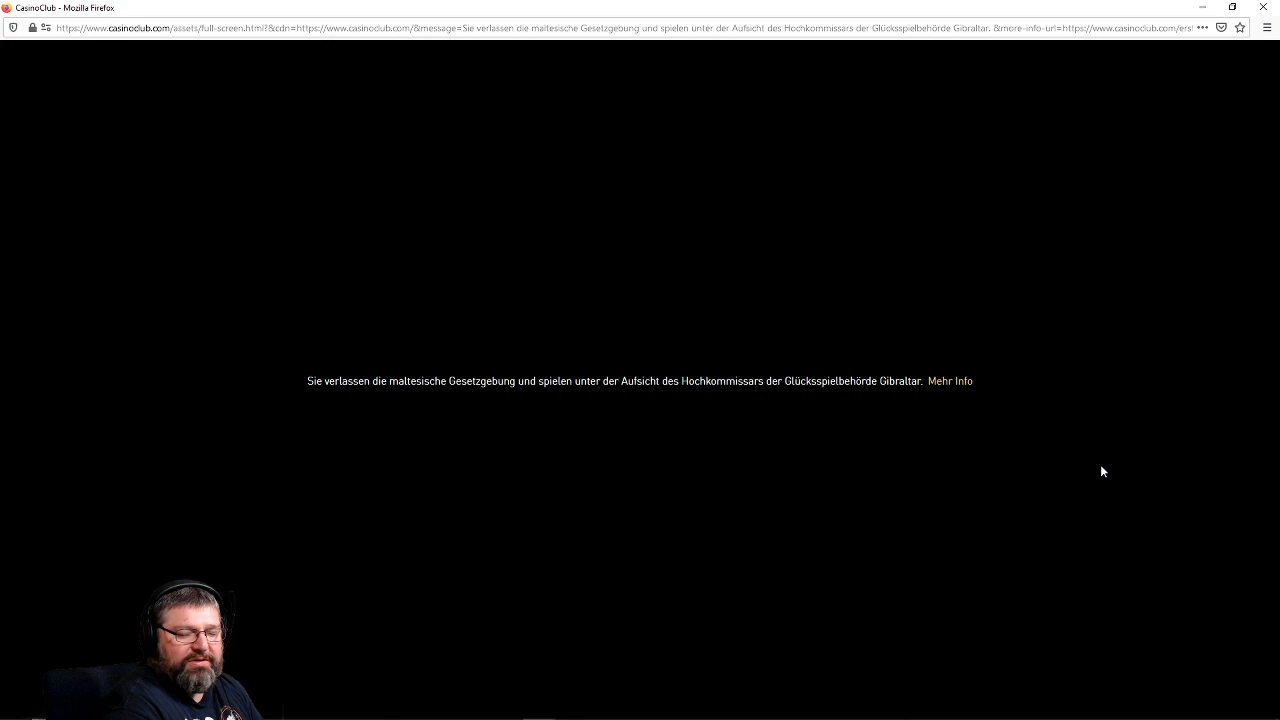 CasinoClub - Mozilla Firefox
https://www.casinoclub.com/assets/full-screen.html?&cdn=https://www.casinoclub.com/&message=Sie verlassen die maltesische Gesetzgebung und spielen unter der Aufsicht des Hochkommissars der Glücksspielbehörde Gibraltar. &more-info-url=https://www.casinoclub.com/ers
Sie verlassen die maltesische Gesetzgebung und spielen unter der Aufsicht des Hochkommissars der Glücksspielbehörde Gibraltar. Mehr Info